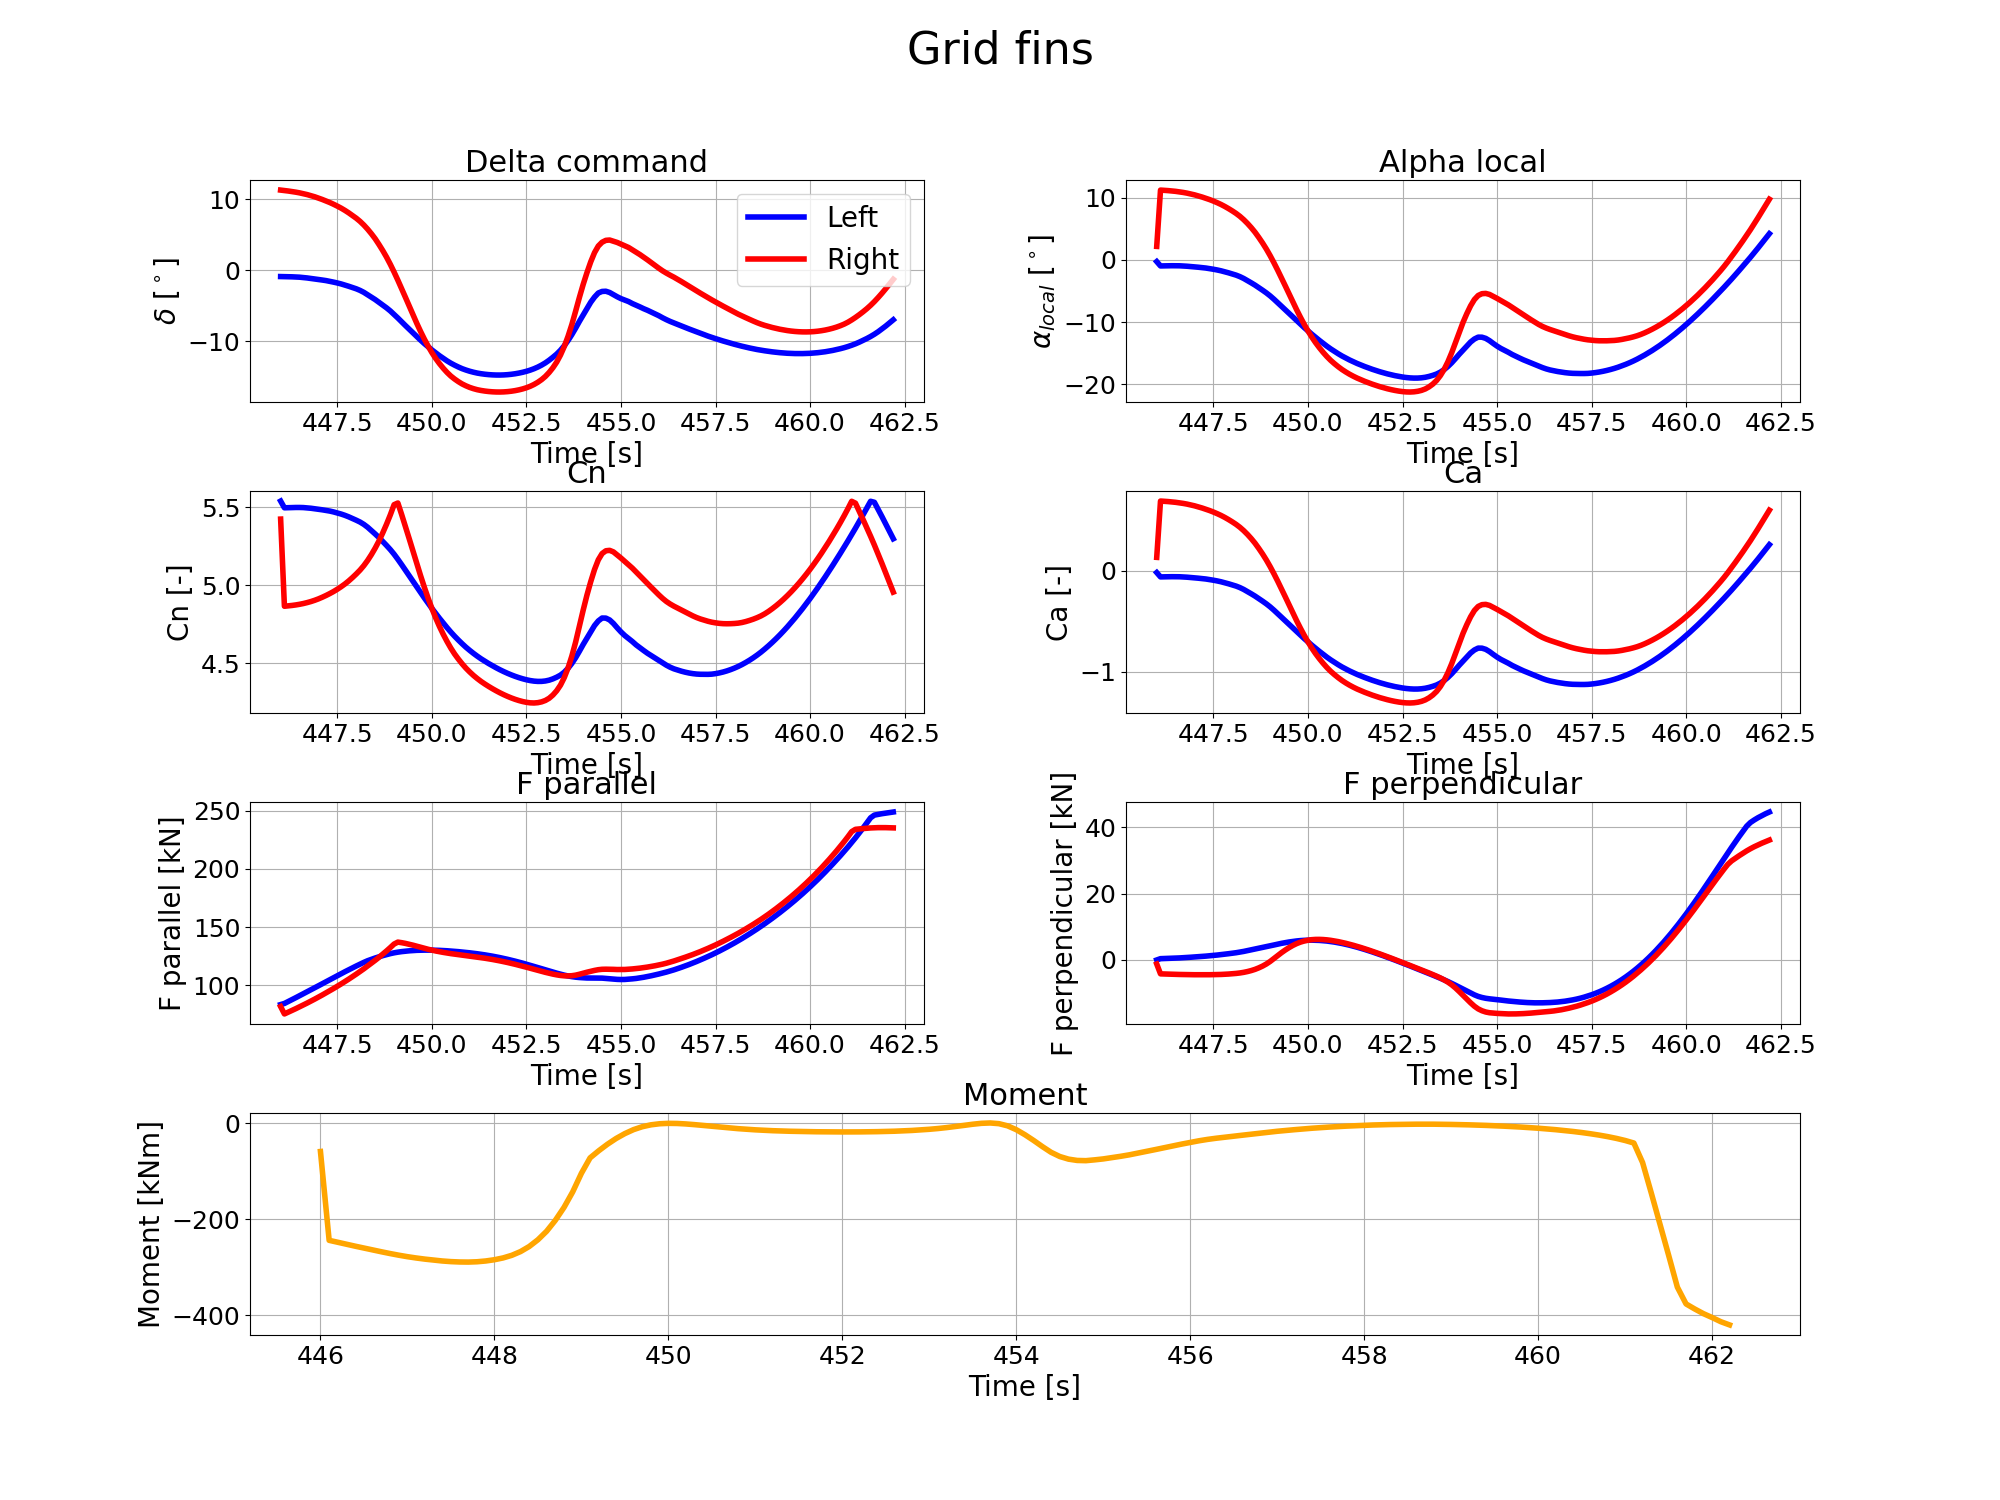 Grid fins
Delta command
δ [°]
10
0
−10
Left
Right
447.5 450.0 452.5 455.0 457.5 460.0 462.5
Time [s]
Alpha local
α_local [°]
10
0
−10
−20
447.5 450.0 452.5 455.0 457.5 460.0 462.5
Time [s]
Cn
Cn [-]
5.5
5.0
4.5
447.5 450.0 452.5 455.0 457.5 460.0 462.5
Time [s]
Ca
Ca [-]
0
−1
447.5 450.0 452.5 455.0 457.5 460.0 462.5
Time [s]
F parallel
F parallel [kN]
250
200
150
100
447.5 450.0 452.5 455.0 457.5 460.0 462.5
Time [s]
F perpendicular
F perpendicular [kN]
40
20
0
447.5 450.0 452.5 455.0 457.5 460.0 462.5
Time [s]
Moment
Moment [kNm]
0
−200
−400
446 448 450 452 454 456 458 460 462
Time [s]